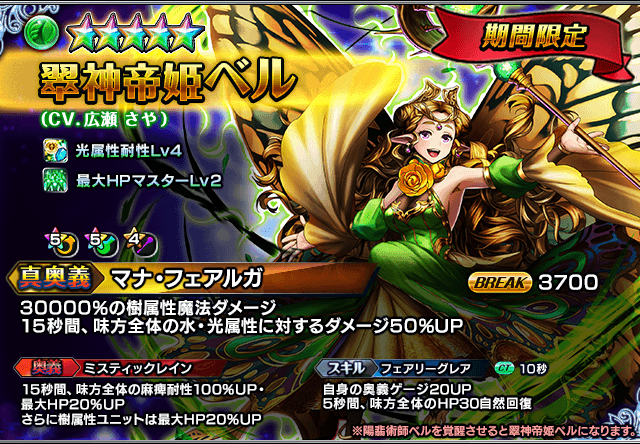 期間限定
翠神帝姫ベル
(CV.広瀬 さや)
光属性耐性Lv4
最大HPマスターLv2
5 5 4
真奥義 マナ・フェアルガ BREAK 3700
30000%の樹属性魔法ダメージ
15秒間、味方全体の水・光属性に対するダメージ50%UP
奥義 ミスティックレイン
15秒間、味方全体の麻痺耐性100%UP・
最大HP20%UP
さらに樹属性ユニットは最大HP20%UP
スキル フェアリーグレア CT 10秒
自身の奥義ゲージ20UP
5秒間、味方全体のHP30自然回復
※陽翡術師ベルを覚醒させると翠神帝姫ベルになります。